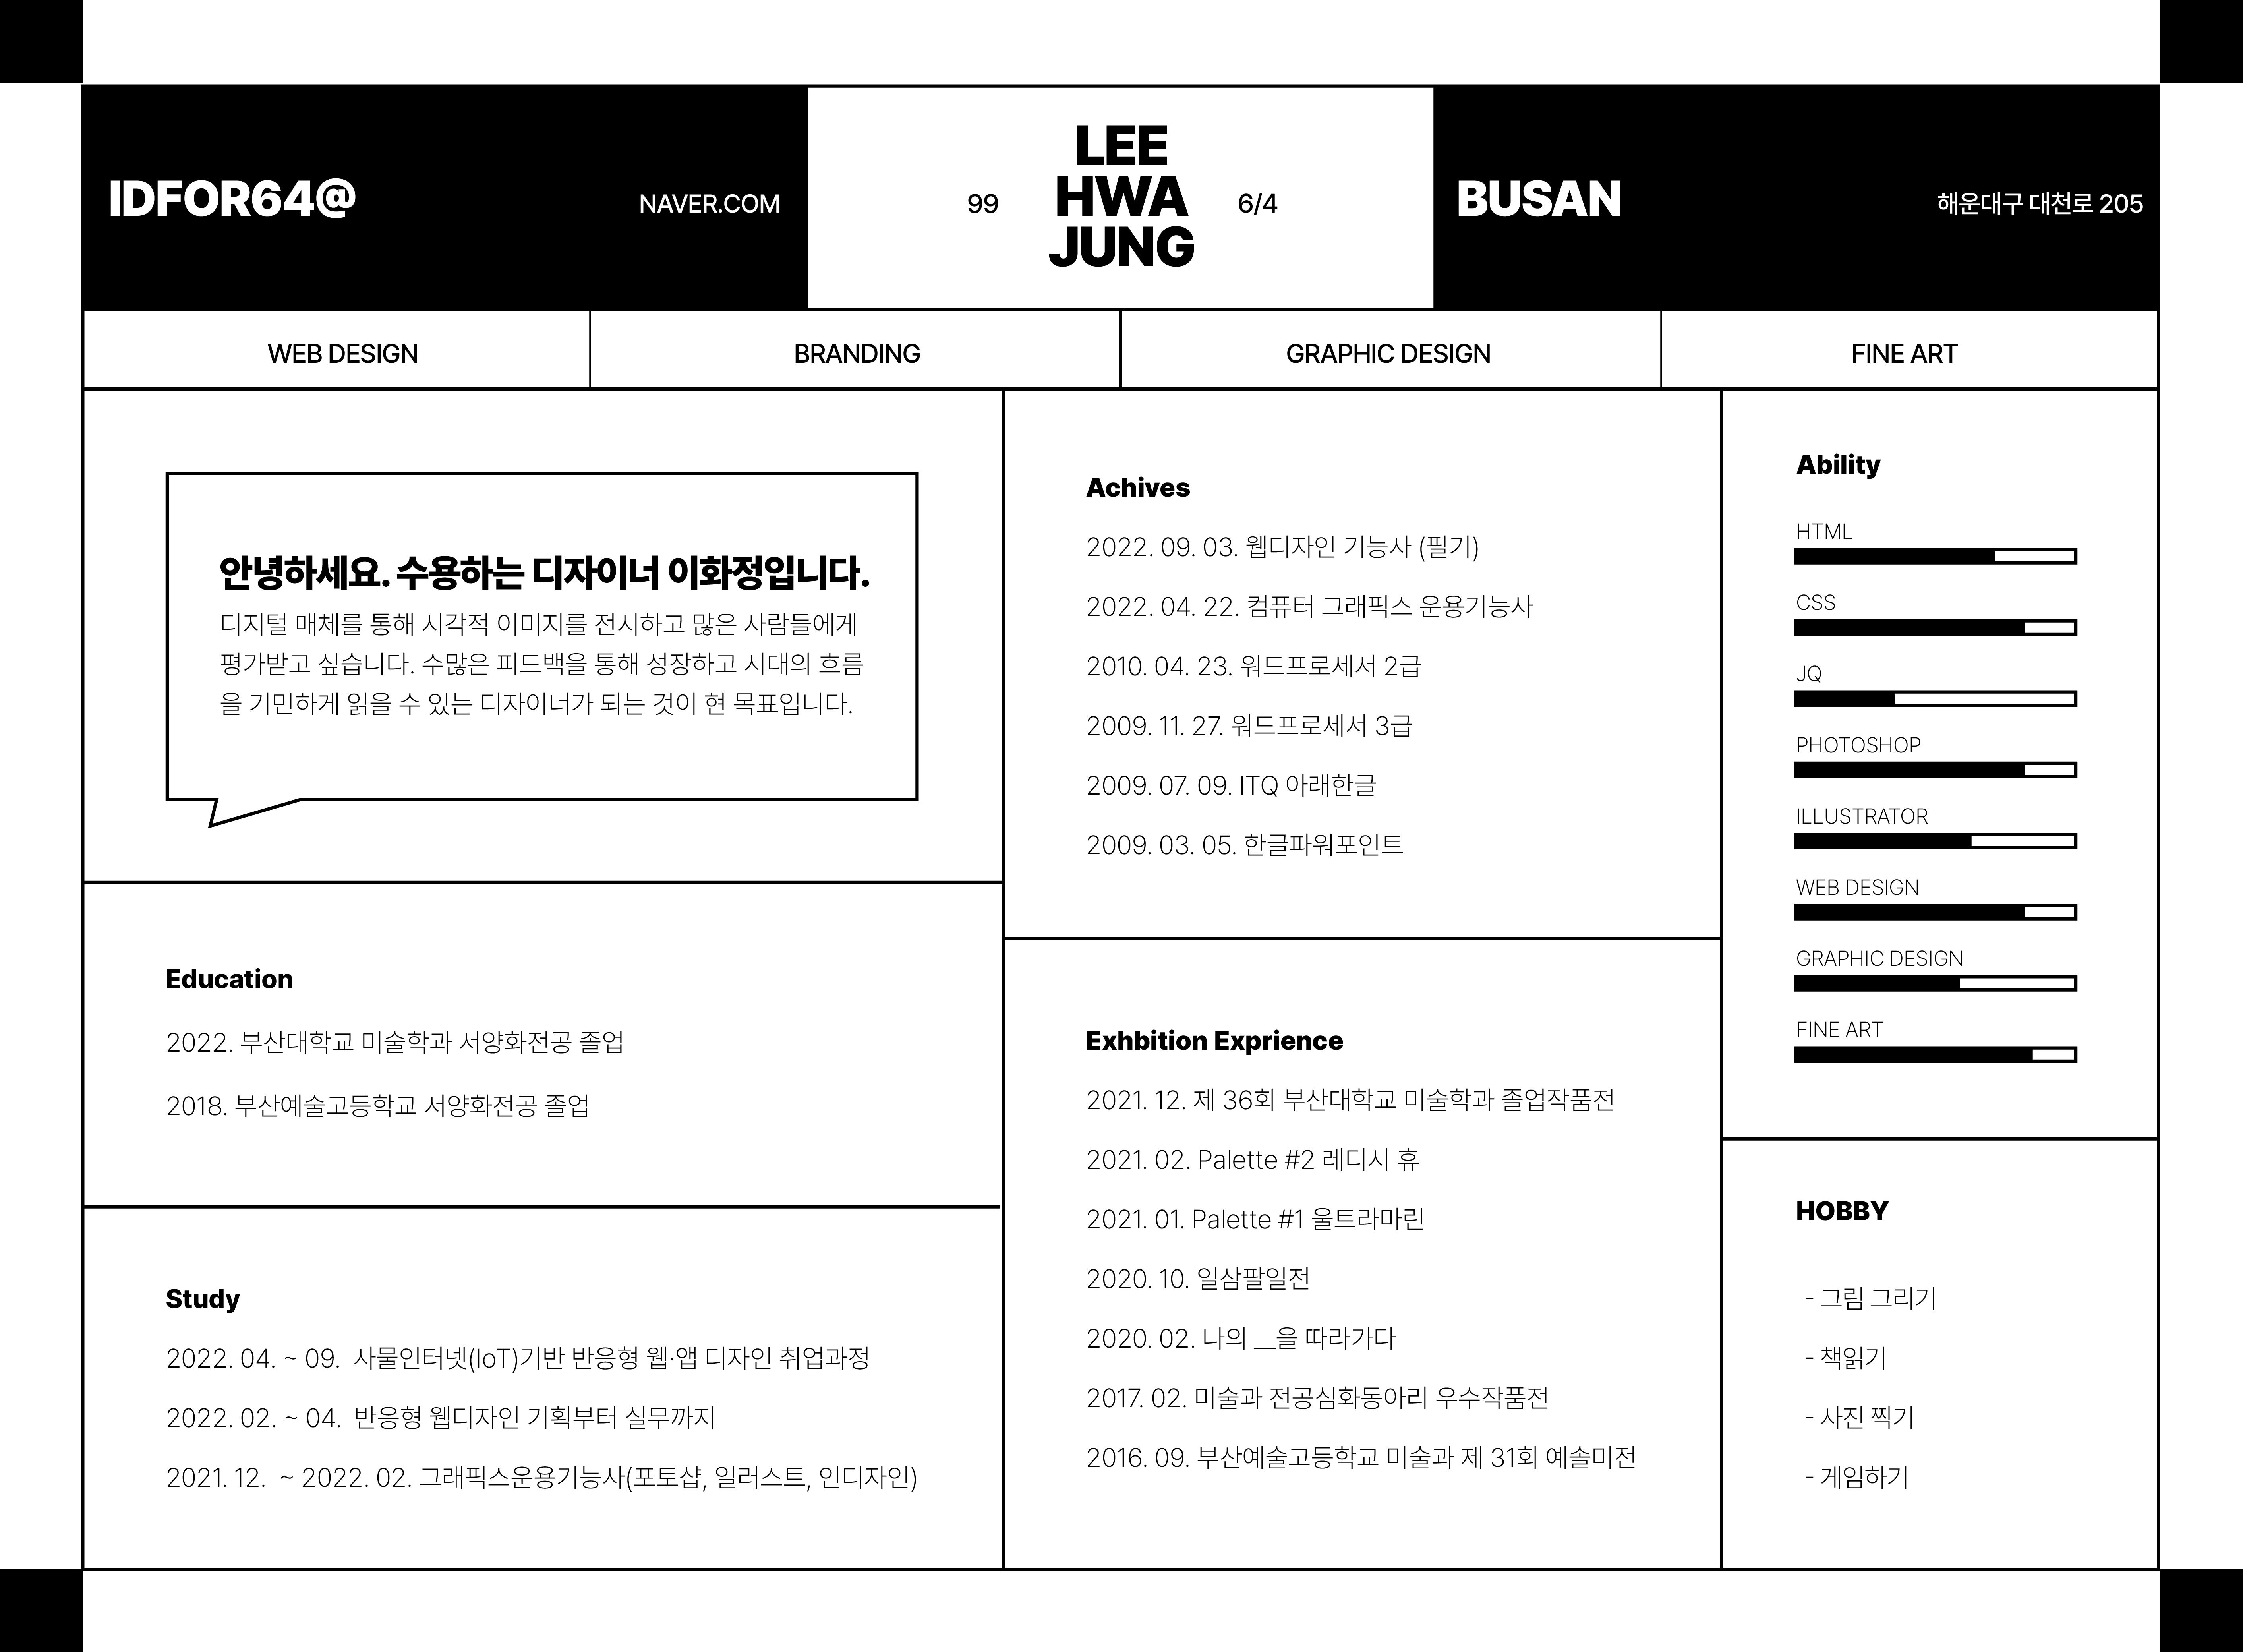 IDFOR64@
NAVER.COM
99
LEE
HWA
JUNG
6/4
BUSAN
해운대구 대천로 205
WEB DESIGN
BRANDING
GRAPHIC DESIGN
FINE ART
안녕하세요. 수용하는 디자이너 이화정입니다.
디지털 매체를 통해 시각적 이미지를 전시하고 많은 사람들에게
평가받고 싶습니다. 수많은 피드백을 통해 성장하고 시대의 흐름
을 기민하게 읽을 수 있는 디자이너가 되는 것이 현 목표입니다.
Education
2022. 부산대학교 미술학과 서양화전공 졸업
2018. 부산예술고등학교 서양화전공 졸업
Study
2022. 04. ~ 09. 사물인터넷(IoT)기반 반응형 웹·앱 디자인 취업과정
2022. 02. ~ 04. 반응형 웹디자인 기획부터 실무까지
2021. 12. ~ 2022. 02. 그래픽스운용기능사(포토샵, 일러스트, 인디자인)
Achives
2022. 09. 03. 웹디자인 기능사 (필기)
2022. 04. 22. 컴퓨터 그래픽스 운용기능사
2010. 04. 23. 워드프로세서 2급
2009. 11. 27. 워드프로세서 3급
2009. 07. 09. ITQ 아래한글
2009. 03. 05. 한글파워포인트
Exhbition Exprience
2021. 12. 제 36회 부산대학교 미술학과 졸업작품전
2021. 02. Palette #2 레디시 휴
2021. 01. Palette #1 울트라마린
2020. 10. 일삼팔일전
2020. 02. 나의 __을 따라가다
2017. 02. 미술과 전공심화동아리 우수작품전
2016. 09. 부산예술고등학교 미술과 제 31회 예솔미전
Ability
HTML
CSS
JQ
PHOTOSHOP
ILLUSTRATOR
WEB DESIGN
GRAPHIC DESIGN
FINE ART
HOBBY
- 그림 그리기
- 책읽기
- 사진 찍기
- 게임하기